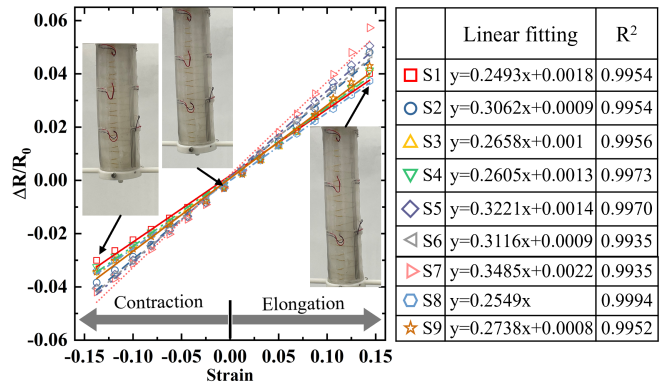 ΔR/R₀
0.06
0.04
0.02
0.00
-0.02
-0.04
-0.06
Contraction
Elongation
-0.15 -0.10 -0.05 0.00 0.05 0.10 0.15
Strain
Linear fitting R²
S1 y=0.2493x+0.0018 0.9954
S2 y=0.3062x+0.0009 0.9954
S3 y=0.2658x+0.001 0.9956
S4 y=0.2605x+0.0013 0.9973
S5 y=0.3221x+0.0014 0.9970
S6 y=0.3116x+0.0009 0.9935
S7 y=0.3485x+0.0022 0.9935
S8 y=0.2549x 0.9994
S9 y=0.2738x+0.0008 0.9952